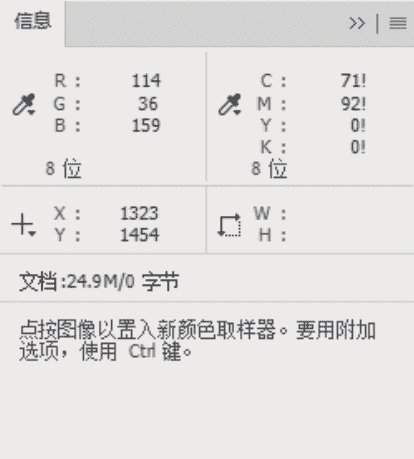 信息
R : 114
G : 36
B : 159
8 位
C : 71!
M : 92!
Y : 0!
K : 0!
8 位
X : 1323
Y : 1454
W :
H :
文档:24.9M/0 字节
点按图像以置入新颜色取样器。要用附加
选项，使用 Ctrl 键。